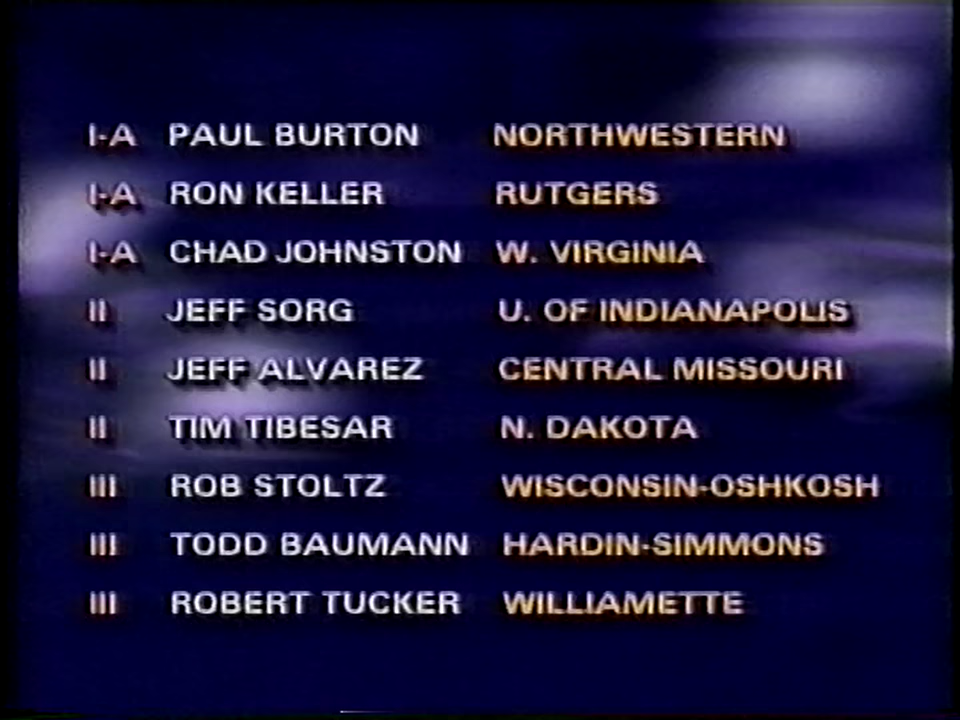 I-A PAUL BURTON NORTHWESTERN
I-A RON KELLER RUTGERS
I-A CHAD JOHNSTON W. VIRGINIA
II JEFF SORG U. OF INDIANAPOLIS
II JEFF ALVAREZ CENTRAL MISSOURI
II TIM TIBESAR N. DAKOTA
III ROB STOLTZ WISCONSIN-OSHKOSH
III TODD BAUMANN HARDIN-SIMMONS
III ROBERT TUCKER WILLIAMETTE